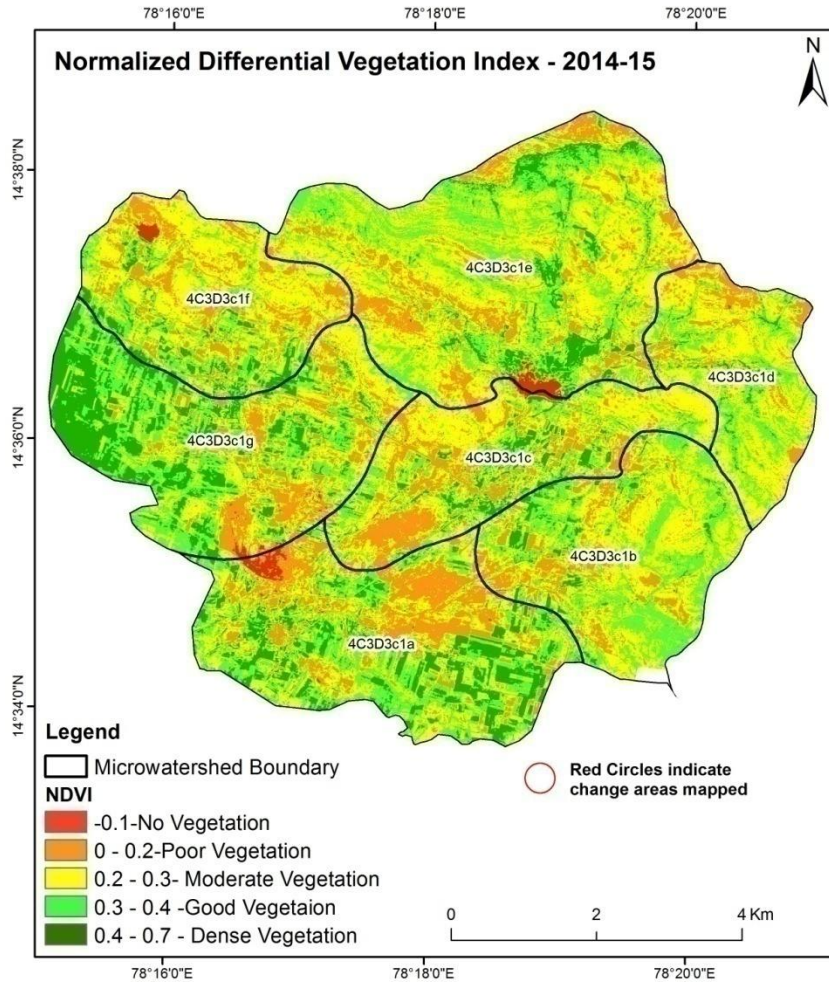 78°16'0"E
78°18'0"E
78°20'0"E
Normalized Differential Vegetation Index - 2014-15
N
14°38'0"N
4C3D3c1e
4C3D3c1f
4C3D3c1d
14°36'0"N
4C3D3c1g
4C3D3c1c
4C3D3c1b
4C3D3c1a
14°34'0"N
Legend
Microwatershed Boundary
NDVI
-0.1-No Vegetation
0 - 0.2-Poor Vegetation
0.2 - 0.3- Moderate Vegetation
0.3 - 0.4 -Good Vegetaion
0.4 - 0.7 - Dense Vegetation
Red Circles indicate
change areas mapped
0 2 4 Km
78°16'0"E
78°18'0"E
78°20'0"E